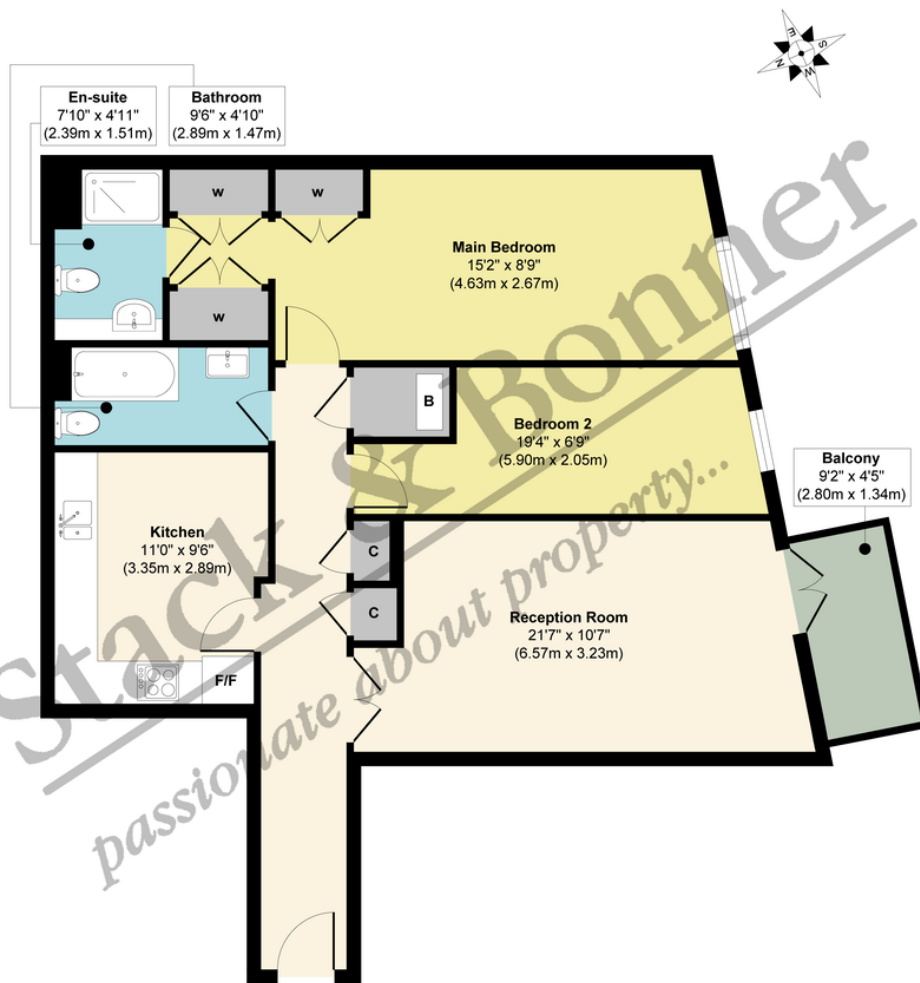 E
S
N
W
En-suite
7'10" x 4'11"
(2.39m x 1.51m)
Bathroom
9'6" x 4'10"
(2.89m x 1.47m)
w
w
w
Main Bedroom
15'2" x 8'9"
(4.63m x 2.67m)
B
Bedroom 2
19'4" x 6'9"
(5.90m x 2.05m)
Balcony
9'2" x 4'5"
(2.80m x 1.34m)
Kitchen
11'0" x 9'6"
(3.35m x 2.89m)
C
C
Reception Room
21'7" x 10'7"
(6.57m x 3.23m)
F/F
Stack & Bonner
passionate about property...